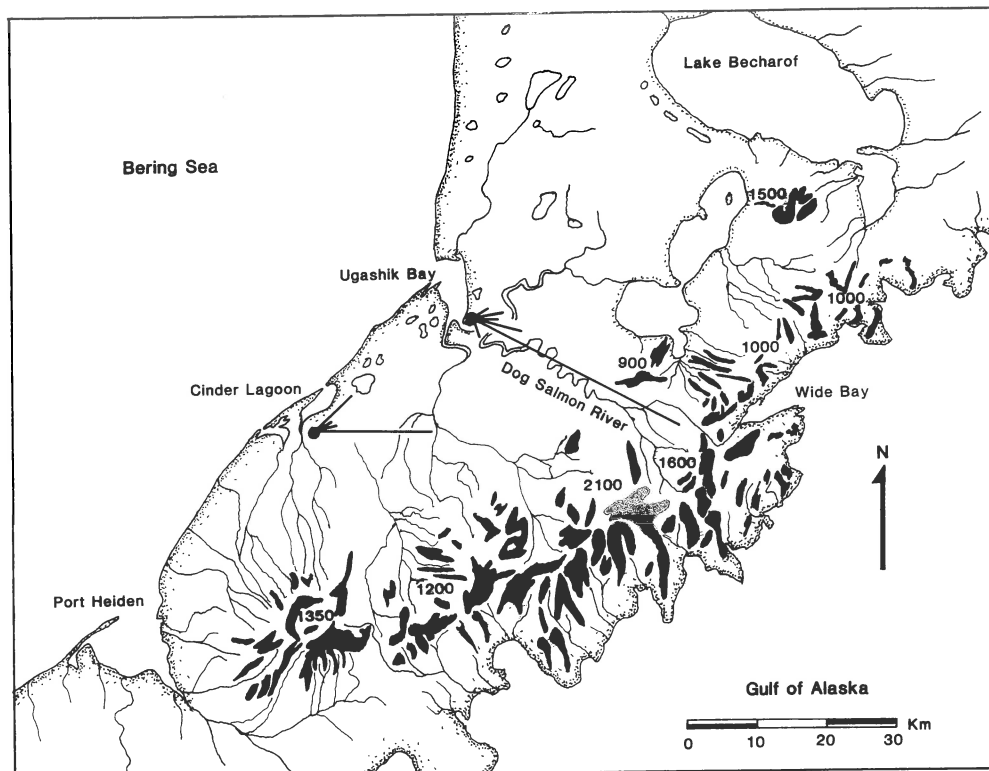 Lake Becharof
Bering Sea
1500
Ugashik Bay
1000
1000
900
Cinder Lagoon
Dog Salmon River
Wide Bay
N
1600
2100
1200
Port Heiden
1350
Gulf of Alaska
Km
0 10 20 30